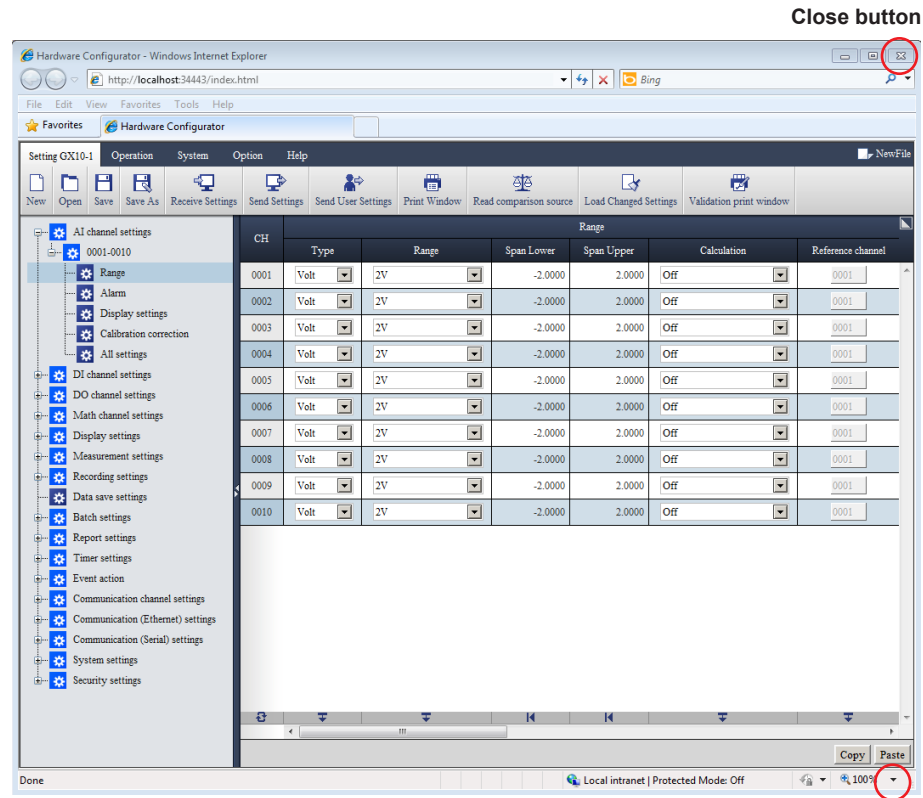 Close button
Hardware Configurator - Windows Internet Explorer
http://localhost:34443/index.html Bing
File Edit View Favorites Tools Help
Favorites Hardware Configurator
Setting GX10-1 Operation System Option Help NewFile
New Open Save Save As Receive Settings Send Settings Send User Settings Print Window Read comparison source Load Changed Settings Validation print window
AI channel settings
0001-0010
Range
Alarm
Display settings
Calibration correction
All settings
DI channel settings
DO channel settings
Math channel settings
Display settings
Measurement settings
Recording settings
Data save settings
Batch settings
Report settings
Timer settings
Event action
Communication channel settings
Communication (Ethernet) settings
Communication (Serial) settings
System settings
Security settings
CH Range
Type Range Span Lower Span Upper Calculation Reference channel
0001 Volt 2V -2.0000 2.0000 Off 0001
0002 Volt 2V -2.0000 2.0000 Off 0001
0003 Volt 2V -2.0000 2.0000 Off 0001
0004 Volt 2V -2.0000 2.0000 Off 0001
0005 Volt 2V -2.0000 2.0000 Off 0001
0006 Volt 2V -2.0000 2.0000 Off 0001
0007 Volt 2V -2.0000 2.0000 Off 0001
0008 Volt 2V -2.0000 2.0000 Off 0001
0009 Volt 2V -2.0000 2.0000 Off 0001
0010 Volt 2V -2.0000 2.0000 Off 0001
Copy Paste
Done Local intranet | Protected Mode: Off 100%